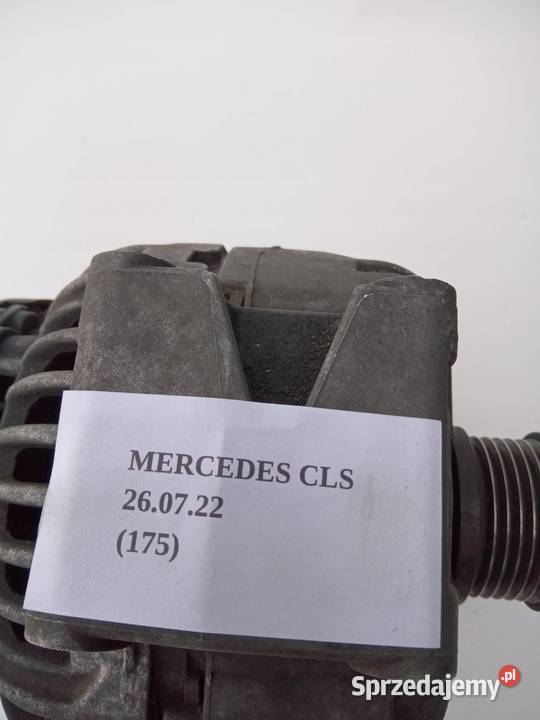 MERCEDES CLS
26.07.22
(175)
Sprzedajemy.pl